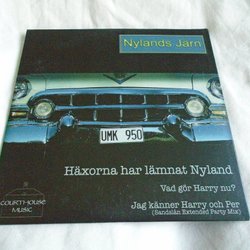 Nylands Järn
UMK 950
Häxorna har lämnat Nyland
Vad gör Harry nu?
Jag känner Harry och Per
(Sandslån Extended Party Mix)
COURTHOUSE
MUSIC